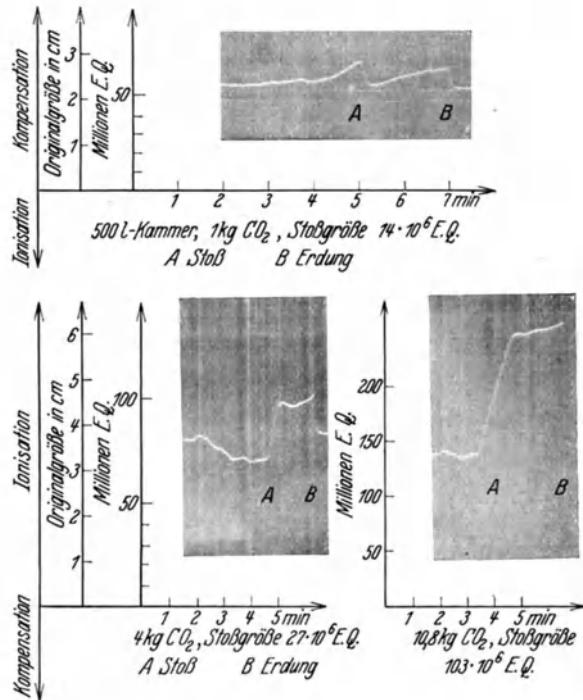 Kompensation
Originalgröße in cm
Millionen E.Q.
3
2
1
50
A
B
1 2 3 4 5 6 7 min
Ionisation
500 l-Kammer, 1 kg CO₂, Stoßgröße 14·10⁶ E.Q.
A Stoß B Erdung
Ionisation
Originalgröße in cm
Millionen E.Q.
6
5
4
3
2
1
100
50
A
B
1 2 3 4 5 min
Kompensation
4 kg CO₂, Stoßgröße 27·10⁶ E.Q.
A Stoß B Erdung
Millionen E.Q.
200
150
100
50
A
B
1 2 3 4 5 min
10,8 kg CO₂, Stoßgröße
103·10⁶ E.Q.